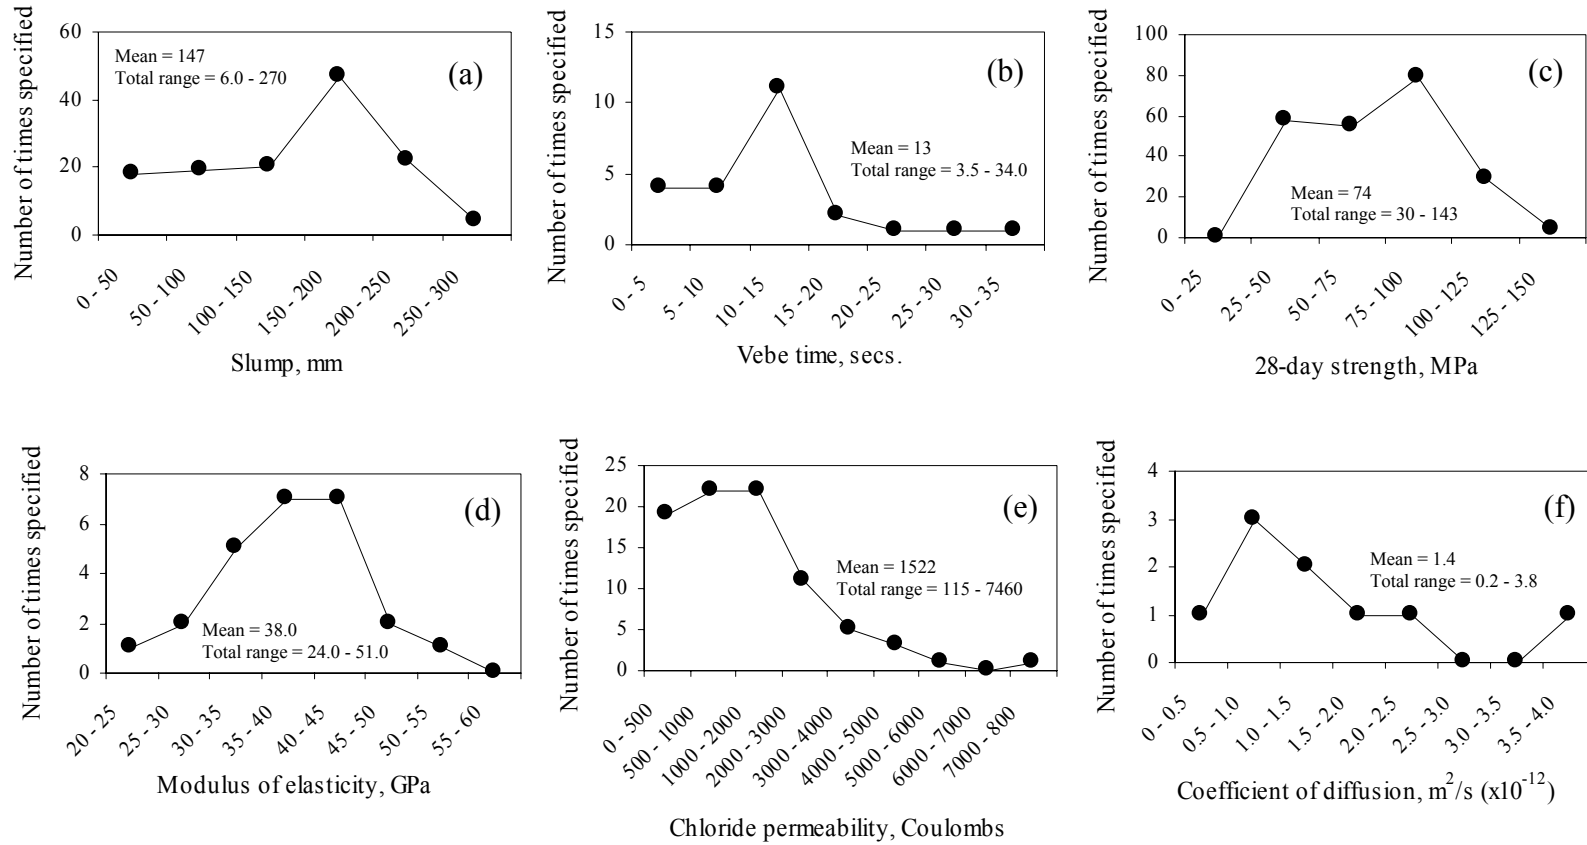 Number of times specified
60
40
20
0
Mean = 147
Total range = 6.0 - 270
(a)
0 - 50
50 - 100
100 - 150
150 - 200
200 - 250
250 - 300
Slump, mm
Number of times specified
15
10
5
0
(b)
Mean = 13
Total range = 3.5 - 34.0
0 - 5
5 - 10
10 - 15
15 - 20
20 - 25
25 - 30
30 - 35
Vebe time, secs.
Number of times specified
100
80
60
40
20
0
(c)
Mean = 74
Total range = 30 - 143
0 - 25
25 - 50
50 - 75
75 - 100
100 - 125
125 - 150
28-day strength, MPa
Number of times specified
8
6
4
2
0
(d)
Mean = 38.0
Total range = 24.0 - 51.0
20 - 25
25 - 30
30 - 35
35 - 40
40 - 45
45 - 50
50 - 55
55 - 60
Modulus of elasticity, GPa
Number of times specified
25
20
15
10
5
0
(e)
Mean = 1522
Total range = 115 - 7460
0 - 500
500 - 1000
1000 - 2000
2000 - 3000
3000 - 4000
4000 - 5000
5000 - 6000
6000 - 7000
7000 - 800
Chloride permeability, Coulombs
Number of times specified
4
3
2
1
0
(f)
Mean = 1.4
Total range = 0.2 - 3.8
0 - 0.5
0.5 - 1.0
1.0 - 1.5
1.5 - 2.0
2.0 - 2.5
2.5 - 3.0
3.0 - 3.5
3.5 - 4.0
Coefficient of diffusion, m²/s (x10⁻¹²)